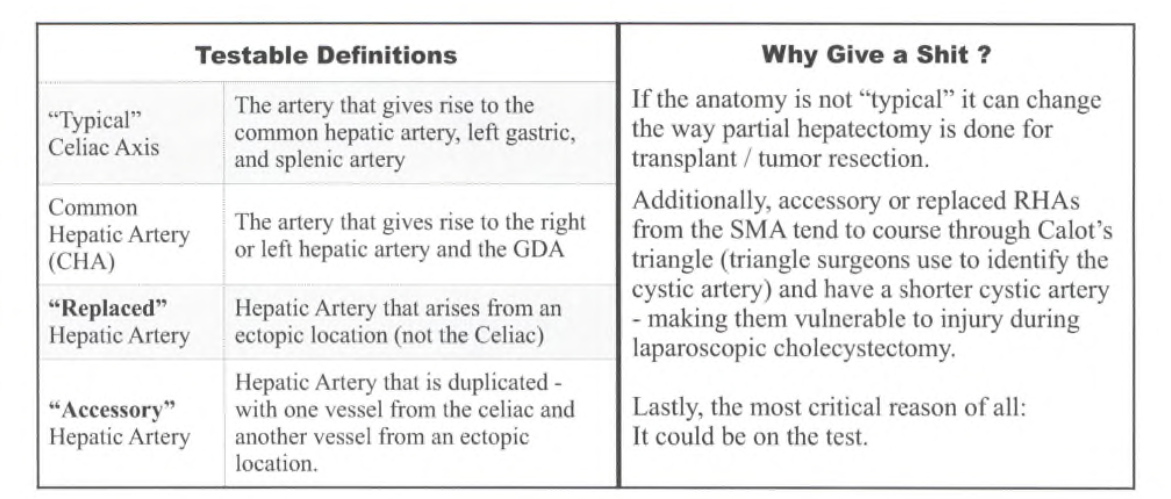 Testable Definitions
“Typical”
Celiac Axis
The artery that gives rise to the
common hepatic artery, left gastric,
and splenic artery
Common
Hepatic Artery
(CHA)
The artery that gives rise to the right
or left hepatic artery and the GDA
“Replaced”
Hepatic Artery
Hepatic Artery that arises from an
ectopic location (not the Celiac)
“Accessory”
Hepatic Artery
Hepatic Artery that is duplicated -
with one vessel from the celiac and
another vessel from an ectopic
location.
Why Give a Shit ?
If the anatomy is not “typical” it can change
the way partial hepatectomy is done for
transplant / tumor resection.
Additionally, accessory or replaced RHAs
from the SMA tend to course through Calot’s
triangle (triangle surgeons use to identify the
cystic artery) and have a shorter cystic artery
- making them vulnerable to injury during
laparoscopic cholecystectomy.
Lastly, the most critical reason of all:
It could be on the test.